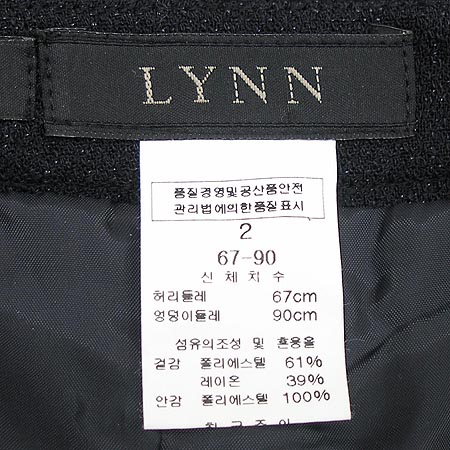 LYNN
품질경영및공산품안전
관리법에의한품질표시
2
67-90
신체치수
허리둘레 67cm
엉덩이둘레 90cm
섬유의조성 및 혼용율
겉감 폴리에스텔 61%
레이온 39%
안감 폴리에스텔 100%